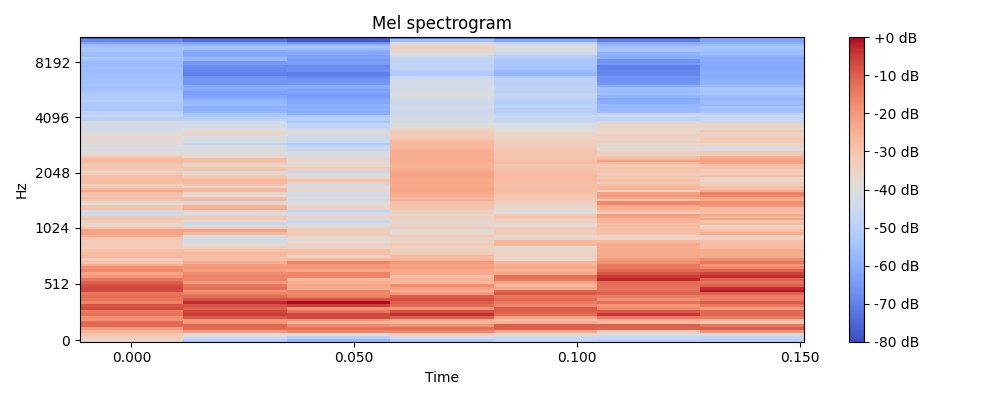 Mel spectrogram
Hz
8192
4096
2048
1024
512
0
0.000
0.050
0.100
0.150
Time
+0 dB
-10 dB
-20 dB
-30 dB
-40 dB
-50 dB
-60 dB
-70 dB
-80 dB